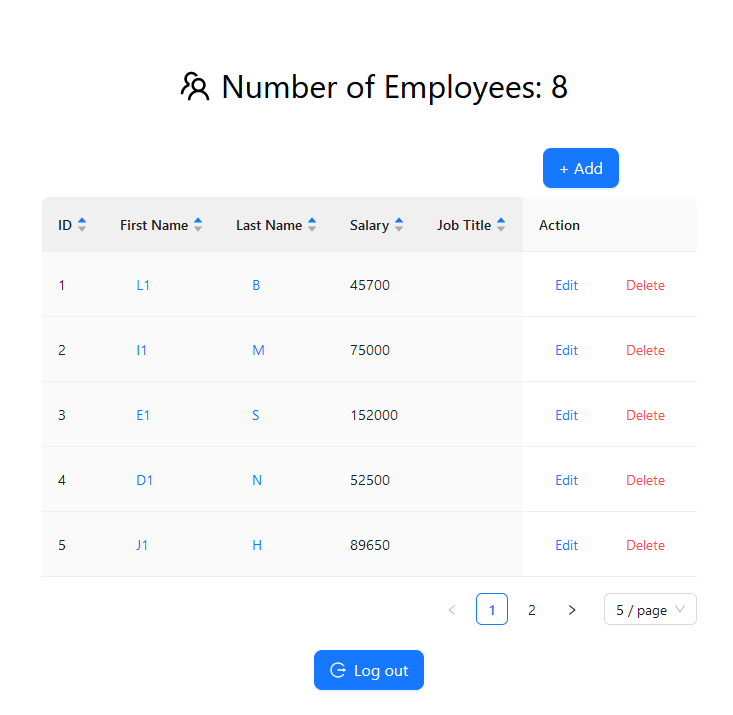 Number of Employees: 8
+ Add
ID First Name Last Name Salary Job Title Action
1 L1 B 45700 Edit Delete
2 I1 M 75000 Edit Delete
3 E1 S 152000 Edit Delete
4 D1 N 52500 Edit Delete
5 J1 H 89650 Edit Delete
< 1 2 > 5 / page
Log out